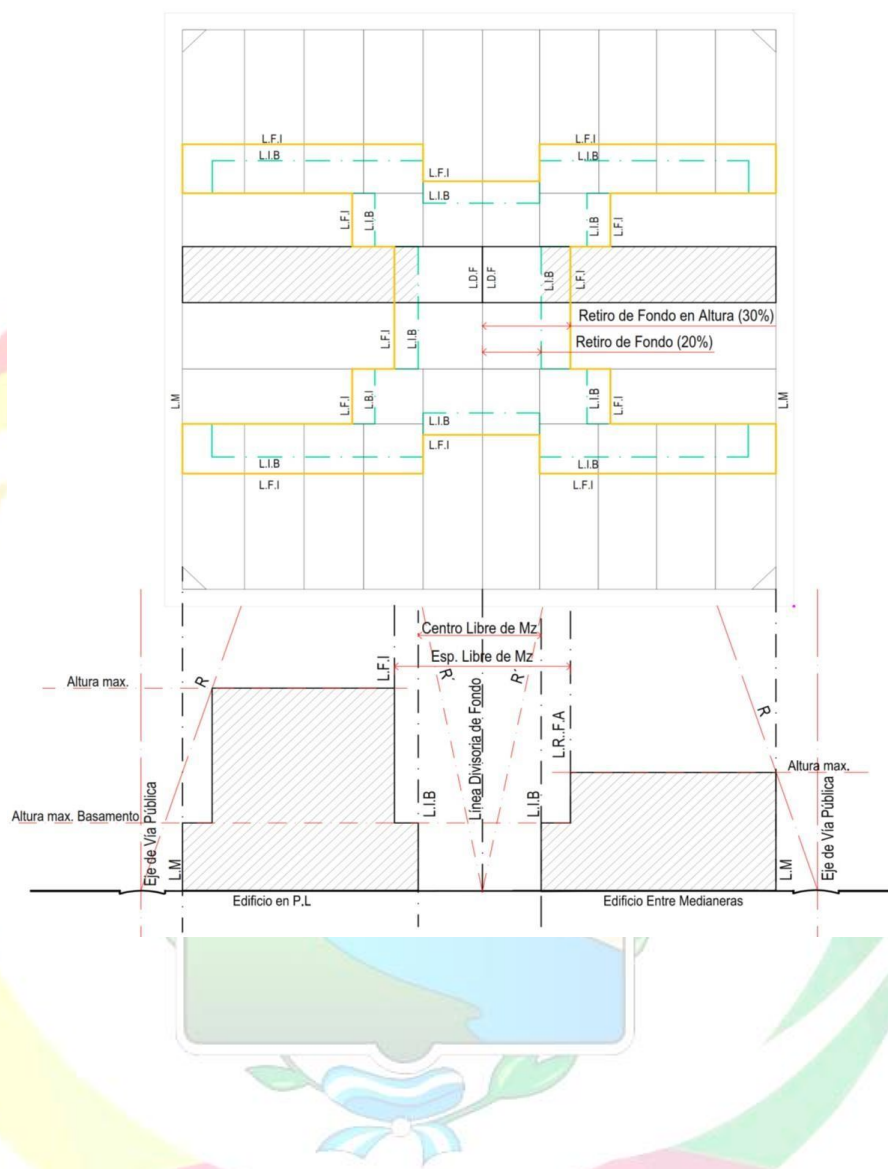 L.F.I
L.F.I
L.I.B
L.I.B
L.F.I
L.I.B
L.F.I
L.I.B
L.I.B
L.F.I
L.D.F
L.D.F
L.I.B
L.F.I
Retiro de Fondo en Altura (30%)
L.F.I
L.I.B
Retiro de Fondo (20%)
L.M
L.F.I
L.B.I
L.I.B
L.F.I
L.M
L.I.B
L.F.I
L.I.B
L.I.B
L.F.I
L.F.I
Centro Libre de Mz
Esp. Libre de Mz
L.F.I
Altura max.
R
R
R
R
Línea Divisoria de Fondo
L.R..F.A
Altura max.
Altura max. Basamento
Eje de Vía Pública
L.M
L.I.B
L.I.B
L.M
Eje de Vía Pública
Edificio en P.L
Edificio Entre Medianeras